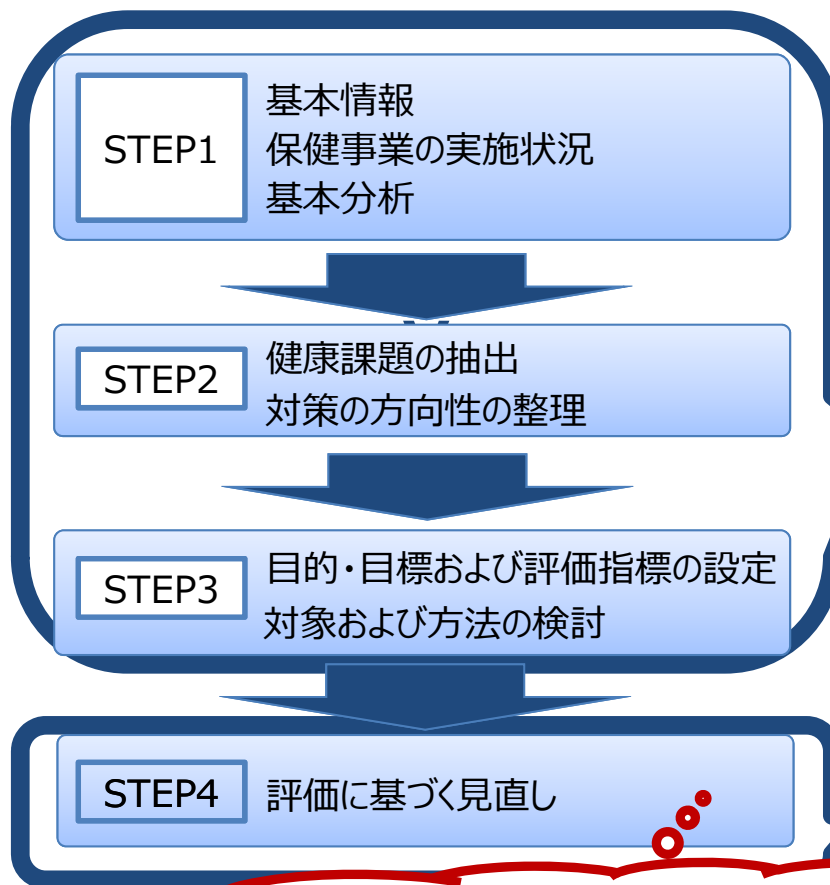 STEP1
基本情報
保健事業の実施状況
基本分析
STEP2
健康課題の抽出
対策の方向性の整理
STEP3
目的・目標および評価指標の設定
対象および方法の検討
STEP4
評価に基づく見直し